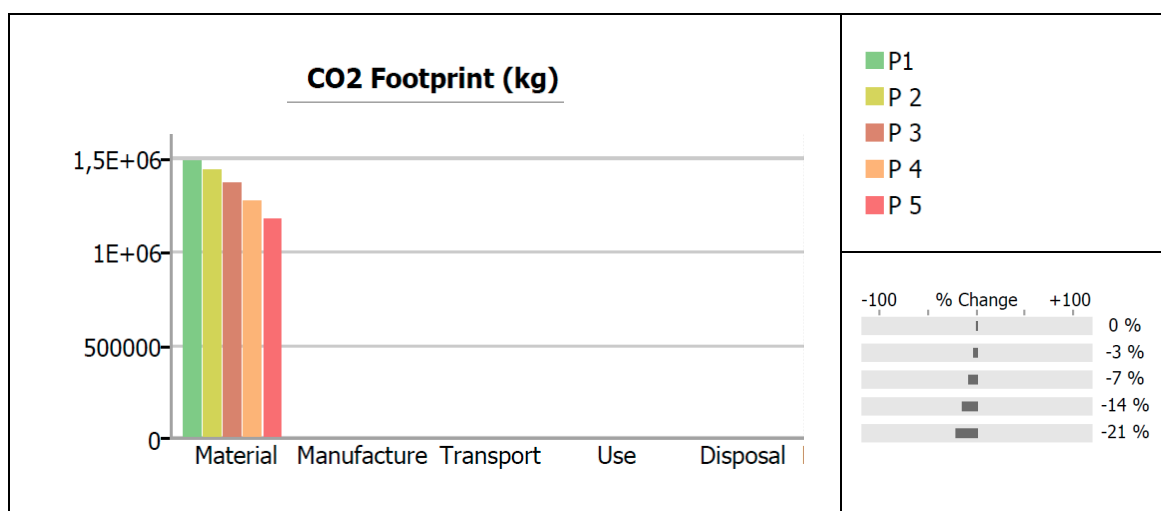 CO2 Footprint (kg)
1,5E+06
1E+06
500000
0
Material Manufacture Transport Use Disposal
P1
P 2
P 3
P 4
P 5
-100 % Change +100
0 %
-3 %
-7 %
-14 %
-21 %